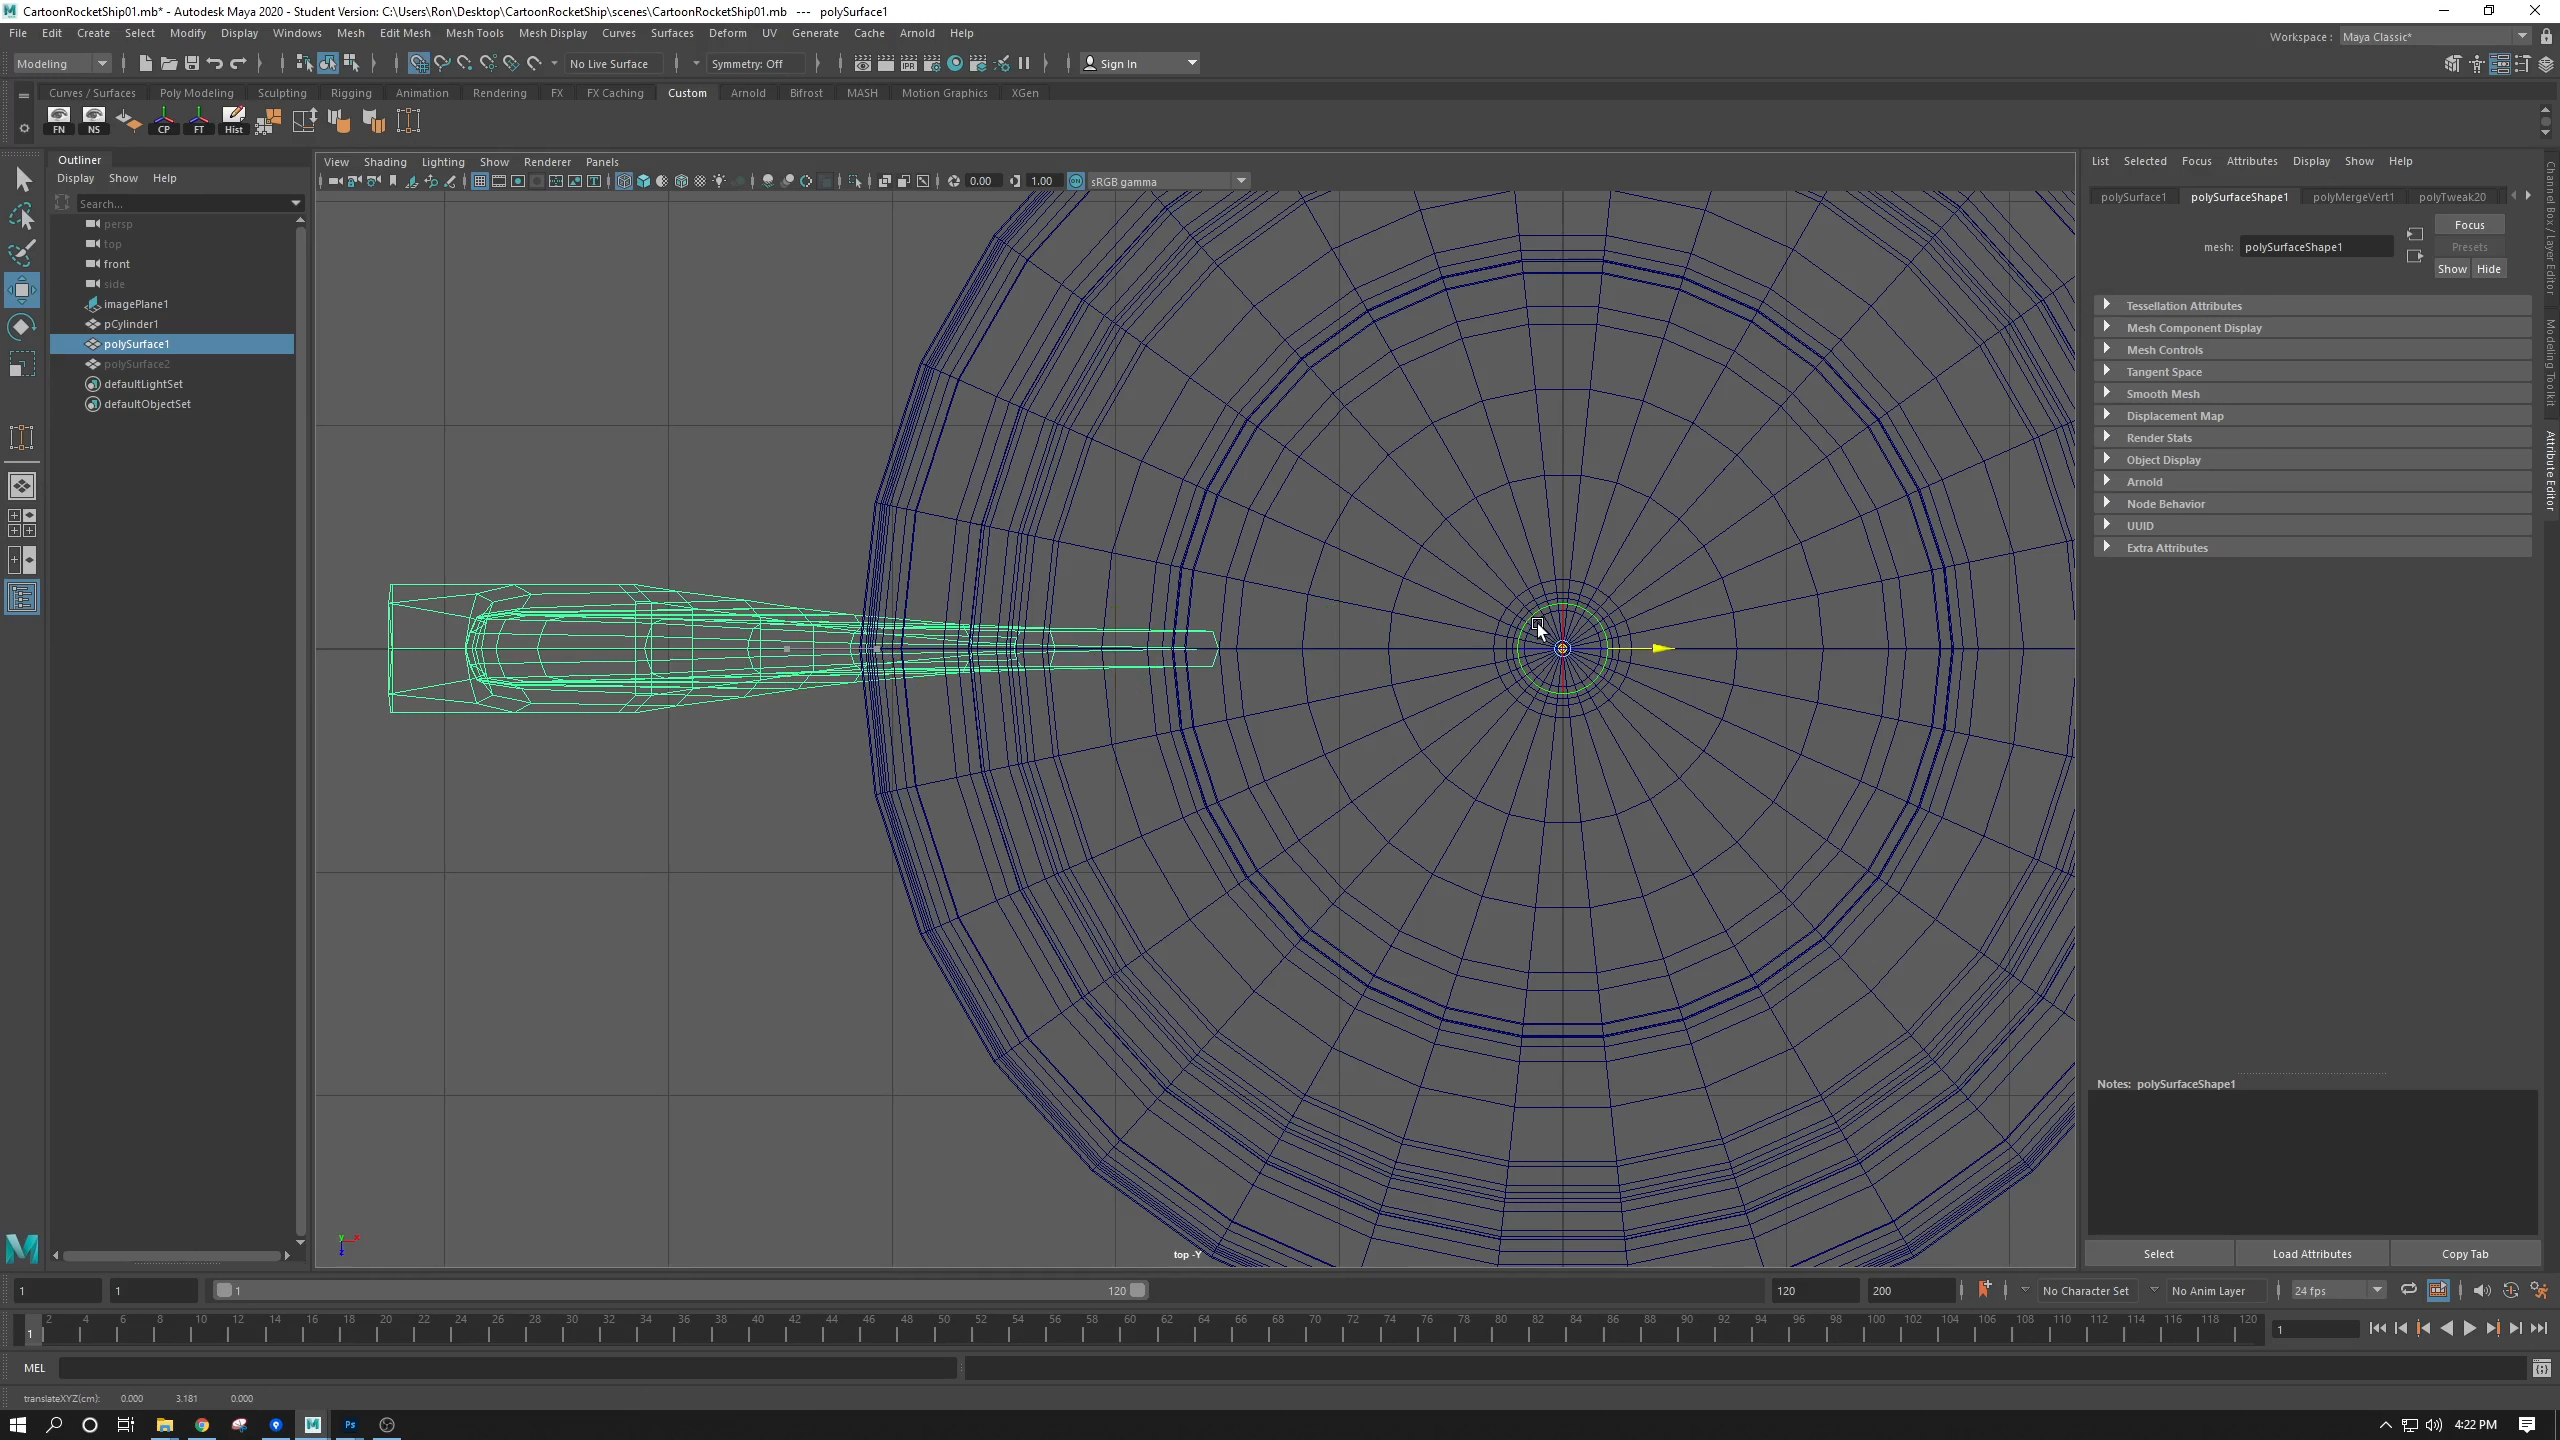 CartoonRocketShip01.mb* - Autodesk Maya 2020 - Student Version: C:\Users\Ron\Desktop\CartoonRocketShip\scenes\CartoonRocketShip01.mb --- polySurface1
File Edit Create Select Modify Display Windows Mesh Edit Mesh Mesh Tools Mesh Display Curves Surfaces Deform UV Generate Cache Arnold Help
Workspace : Maya Classic*
Modeling No Live Surface Symmetry: Off Sign In
Curves / Surfaces Poly Modeling Sculpting Rigging Animation Rendering FX FX Caching Custom Arnold Bifrost MASH Motion Graphics XGen
FN NS CP FT Hist
Outliner
Display Show Help
Search...
persp
top
front
side
imagePlane1
pCylinder1
polySurface1
polySurface2
defaultLightSet
defaultObjectSet
View Shading Lighting Show Renderer Panels
0.00 1.00 sRGB gamma
top -Y
List Selected Focus Attributes Display Show Help
polySurface1 polySurfaceShape1 polyMergeVert1 polyTweak20
Focus
mesh: polySurfaceShape1
Presets
Show Hide
Tessellation Attributes
Mesh Component Display
Mesh Controls
Tangent Space
Smooth Mesh
Displacement Map
Render Stats
Object Display
Arnold
Node Behavior
UUID
Extra Attributes
Notes: polySurfaceShape1
Select Load Attributes Copy Tab
Channel Box / Layer Editor
Modeling Toolkit
Attribute Editor
1 1 1 120 120 200 No Character Set No Anim Layer 24 fps
1 2 4 6 8 10 12 14 16 18 20 22 24 26 28 30 32 34 36 38 40 42 44 46 48 50 52 54 56 58 60 62 64 66 68 70 72 74 76 78 80 82 84 86 88 90 92 94 96 98 100 102 104 106 108 110 112 114 116 118 120 1
MEL
translateXYZ(cm): 0.000 3.181 0.000
Ps 4:22 PM